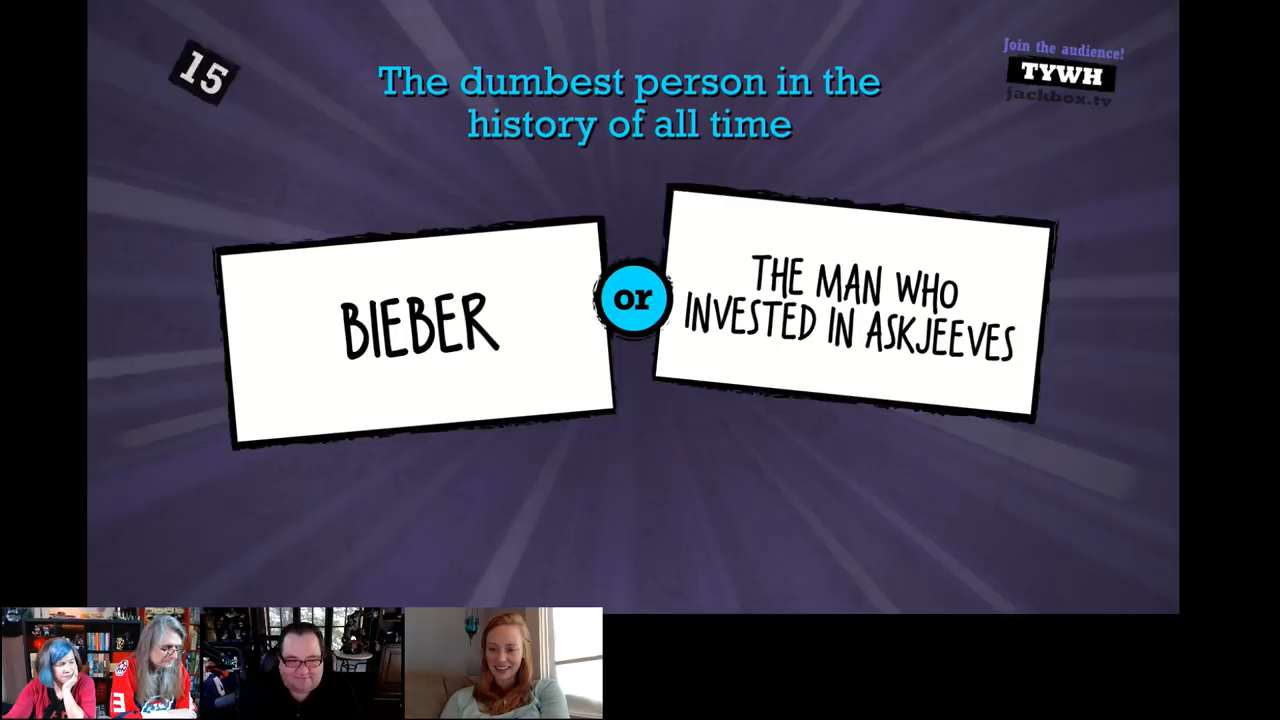 15
The dumbest person in the
history of all time
Join the audience!
TYWH
jackbox.tv
BIEBER
or
THE MAN WHO
INVESTED IN ASKJEEVES